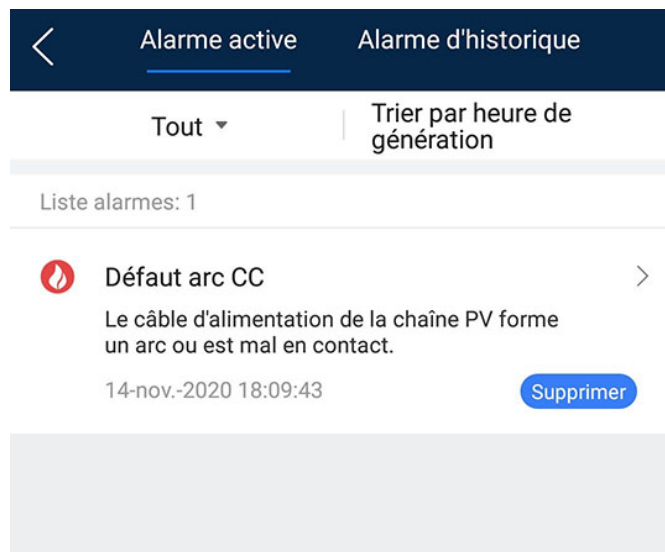 Alarme active
Alarme d'historique
Tout
Trier par heure de
génération
Liste alarmes: 1
Défaut arc CC
Le câble d'alimentation de la chaîne PV forme
un arc ou est mal en contact.
14-nov.-2020 18:09:43
Supprimer